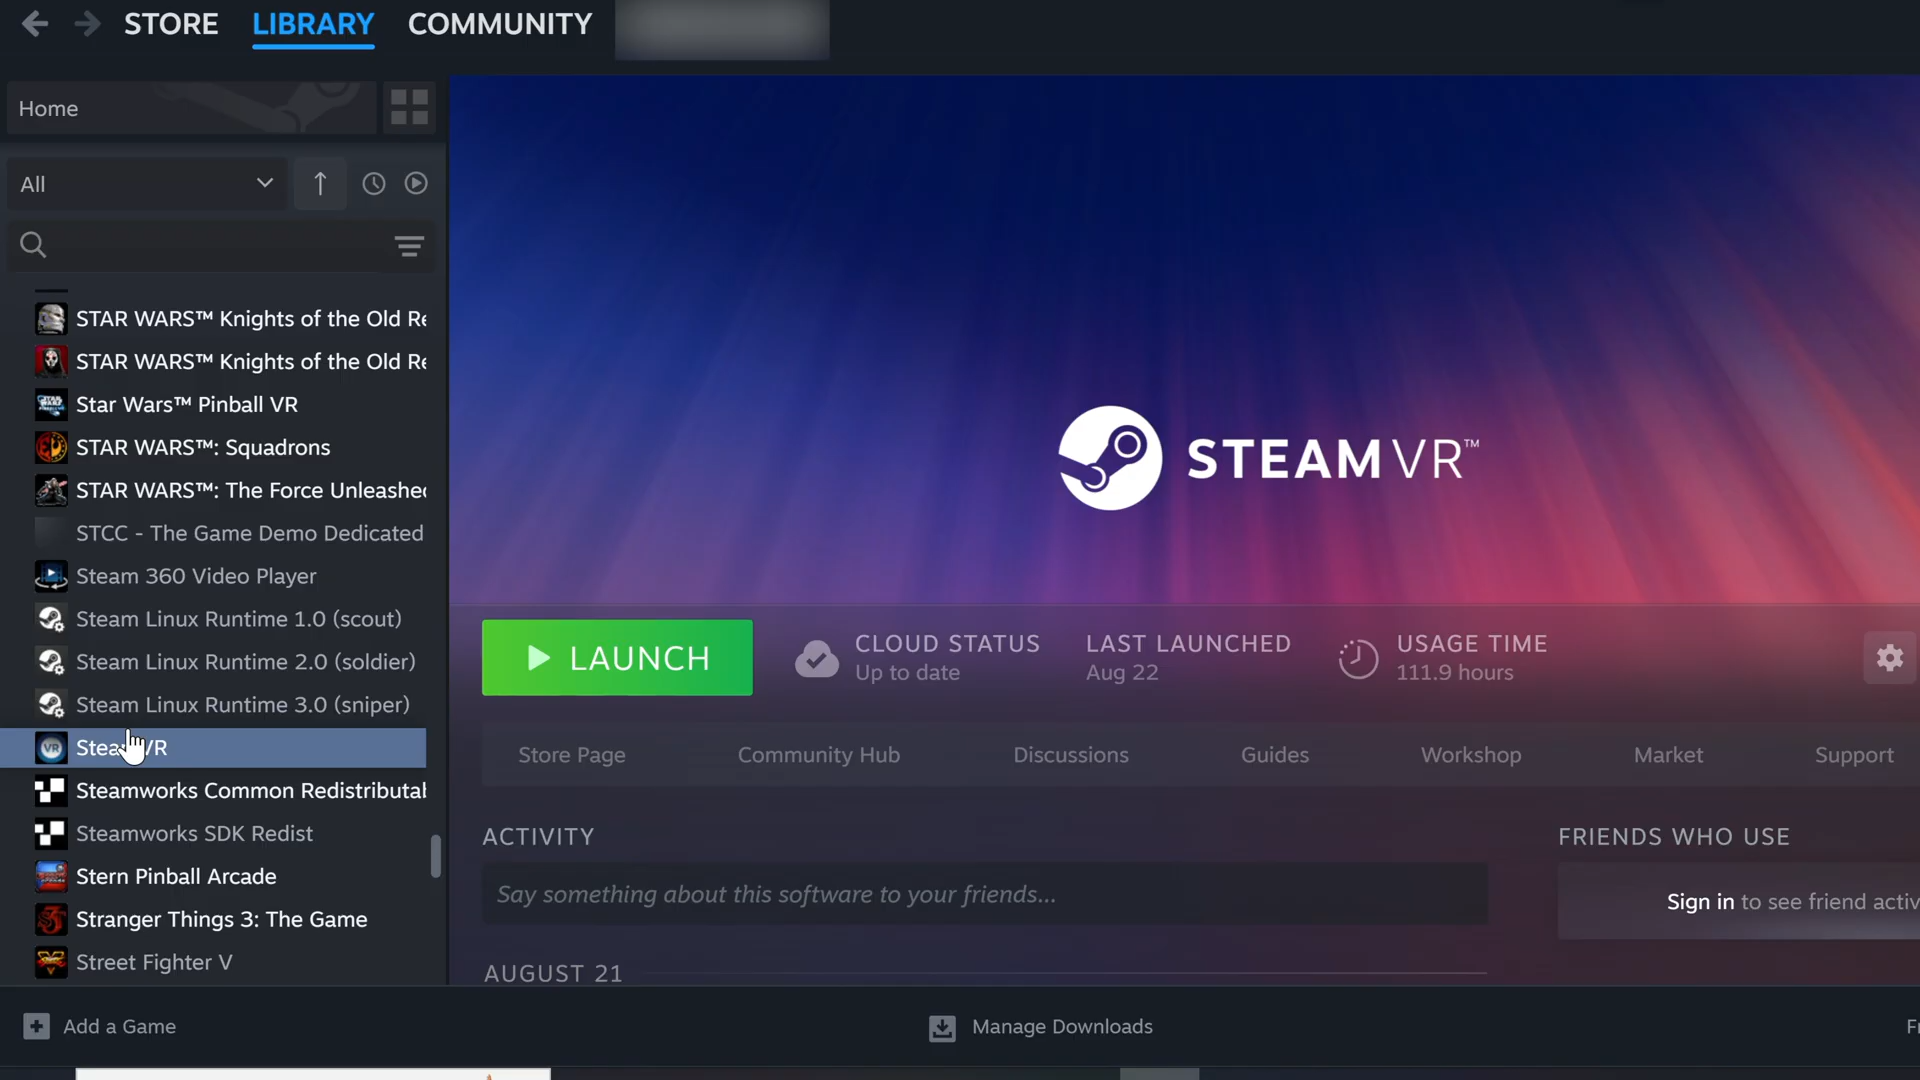 STORE LIBRARY COMMUNITY
Home
All
STAR WARS™ Knights of the Old Re
STAR WARS™ Knights of the Old Re
Star Wars™ Pinball VR
STAR WARS™: Squadrons
STAR WARS™: The Force Unleashed
STCC - The Game Demo Dedicated
Steam 360 Video Player
Steam Linux Runtime 1.0 (scout)
Steam Linux Runtime 2.0 (soldier)
Steam Linux Runtime 3.0 (sniper)
SteamVR
Steamworks Common Redistributab
Steamworks SDK Redist
Stern Pinball Arcade
Stranger Things 3: The Game
Street Fighter V
STEAMVR™
LAUNCH
CLOUD STATUS
Up to date
LAST LAUNCHED
Aug 22
USAGE TIME
111.9 hours
Store Page Community Hub Discussions Guides Workshop Market Support
ACTIVITY
Say something about this software to your friends...
AUGUST 21
FRIENDS WHO USE
Sign in to see friend activ
Add a Game
Manage Downloads